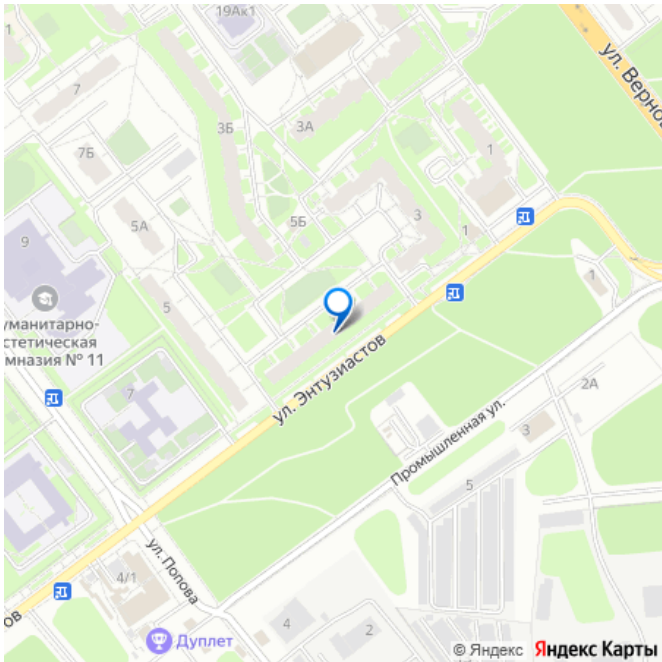 19Ак1
ул. Верно
7
3Б
3А
7Б
1
5А
5Б
3
1
9
5
1
уманитарно-
стетическая
мназия № 11
7
ул. Энтузиастов
2А
3
Промышленная ул.
5
ул. Попова
4/1
ов
Дуплет
4
2
© Яндекс Яндекс Карты